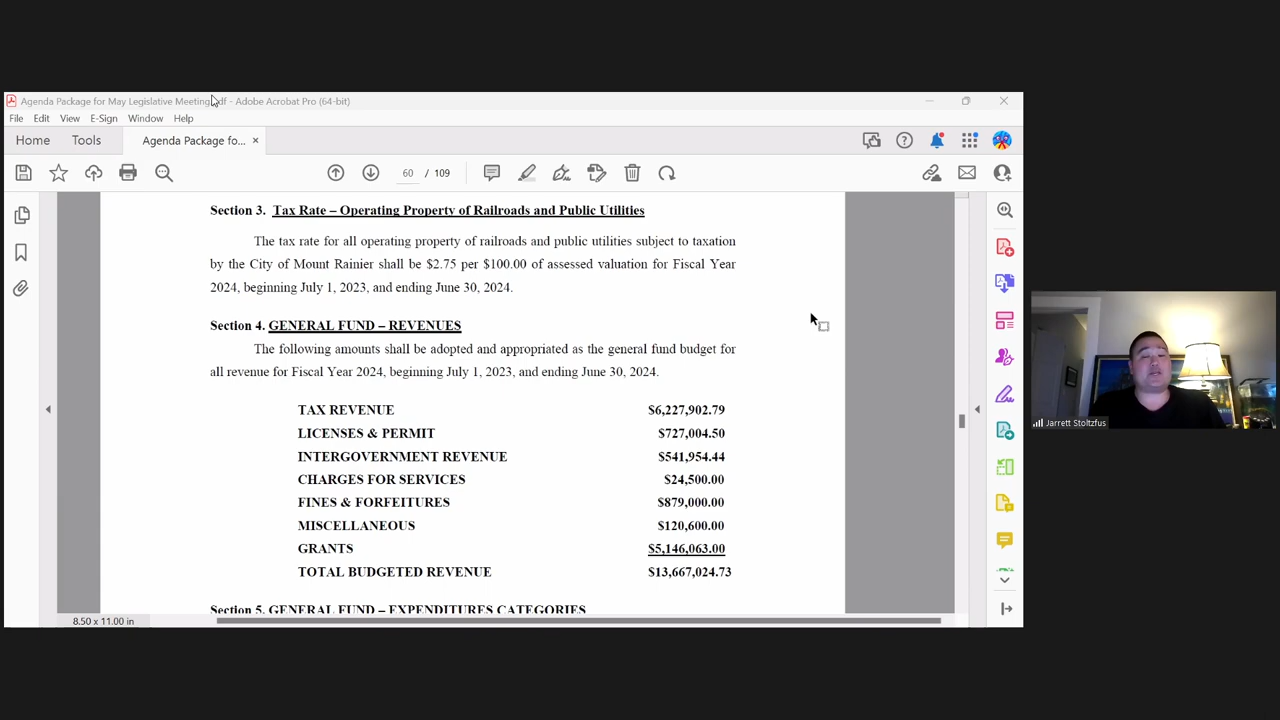 Agenda Package for May Legislative Meeting.pdf - Adobe Acrobat Pro (64-bit)
File Edit View E-Sign Window Help
Home Tools Agenda Package fo... ×
60 / 109
Section 3. Tax Rate – Operating Property of Railroads and Public Utilities
The tax rate for all operating property of railroads and public utilities subject to taxation
by the City of Mount Rainier shall be $2.75 per $100.00 of assessed valuation for Fiscal Year
2024, beginning July 1, 2023, and ending June 30, 2024.
Section 4. GENERAL FUND – REVENUES
The following amounts shall be adopted and appropriated as the general fund budget for
all revenue for Fiscal Year 2024, beginning July 1, 2023, and ending June 30, 2024.
TAX REVENUE $6,227,902.79
LICENSES & PERMIT $727,004.50
INTERGOVERNMENT REVENUE $541,954.44
CHARGES FOR SERVICES $24,500.00
FINES & FORFEITURES $879,000.00
MISCELLANEOUS $120,600.00
GRANTS $5,146,063.00
TOTAL BUDGETED REVENUE $13,667,024.73
Section 5. GENERAL FUND – EXPENDITURES CATEGORIES
8.50 x 11.00 in
Jarrett Stoltzfus